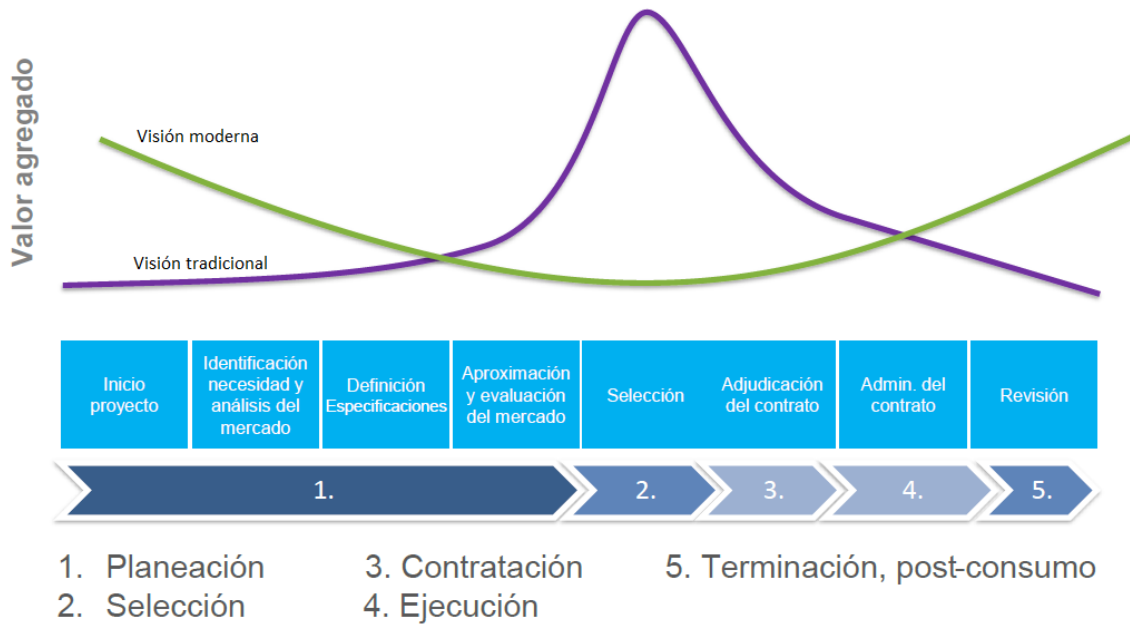 Valor agregado
Visión moderna
Visión tradicional
Inicio
proyecto
Identificación
necesidad y
análisis del
mercado
Definición
Especificaciones
Aproximación
y evaluación
del mercado
Selección
Adjudicación
del contrato
Admin. del
contrato
Revisión
1.
2.
3.
4.
5.
1. Planeación
2. Selección
3. Contratación
4. Ejecución
5. Terminación, post-consumo